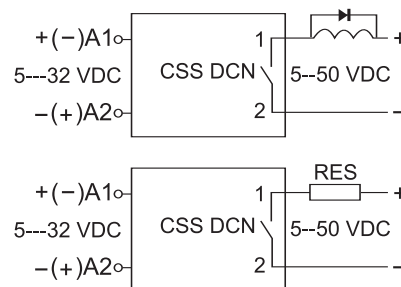 +(−)A1 1 +
5---32 VDC CSS DCN 5--50 VDC
−(+)A2 2 −
RES
+(−)A1 1 +
5---32 VDC CSS DCN 5--50 VDC
−(+)A2 2 −